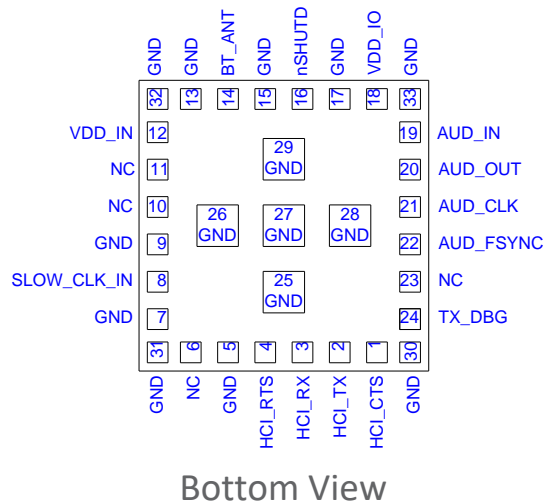 GND
GND
BT_ANT
GND
nSHUTD
GND
VDD_IO
GND
32
13
14
15
16
17
18
33
VDD_IN 12
19 AUD_IN
NC 11
29
GND
20 AUD_OUT
NC 10
21 AUD_CLK
26
GND
27
GND
28
GND
GND 9
22 AUD_FSYNC
SLOW_CLK_IN 8
25
GND
23 NC
GND 7
24 TX_DBG
31
6
5
4
3
2
1
30
GND
NC
GND
HCI_RTS
HCI_RX
HCI_TX
HCI_CTS
GND
Bottom View